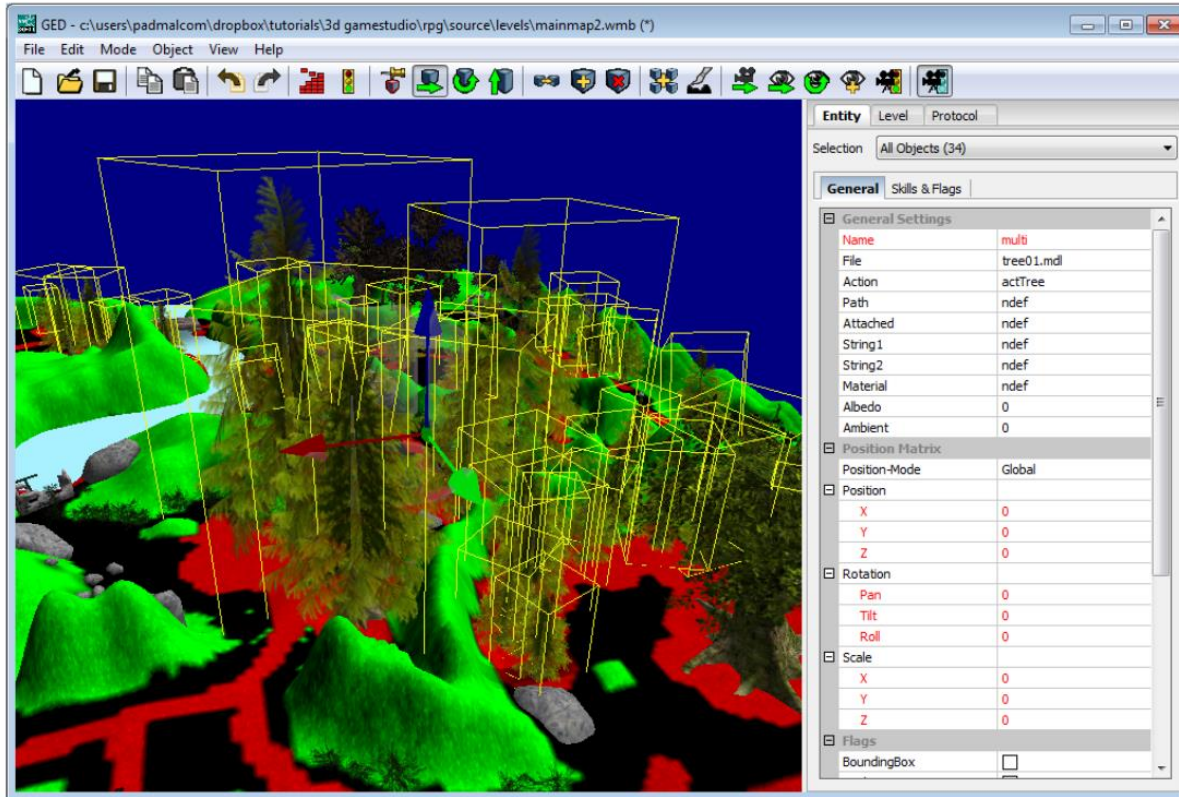 GED - c:\users\padmalcom\dropbox\tutorials\3d gamestudio\rpg\source\levels\mainmap2.wmb (*)
File Edit Mode Object View Help
Entity Level Protocol
Selection All Objects (34)
General Skills & Flags
General Settings
Name multi
File tree01.mdl
Action actTree
Path ndef
Attached ndef
String1 ndef
String2 ndef
Material ndef
Albedo 0
Ambient 0
Position Matrix
Position-Mode Global
Position
X 0
Y 0
Z 0
Rotation
Pan 0
Tilt 0
Roll 0
Scale
X 0
Y 0
Z 0
Flags
BoundingBox